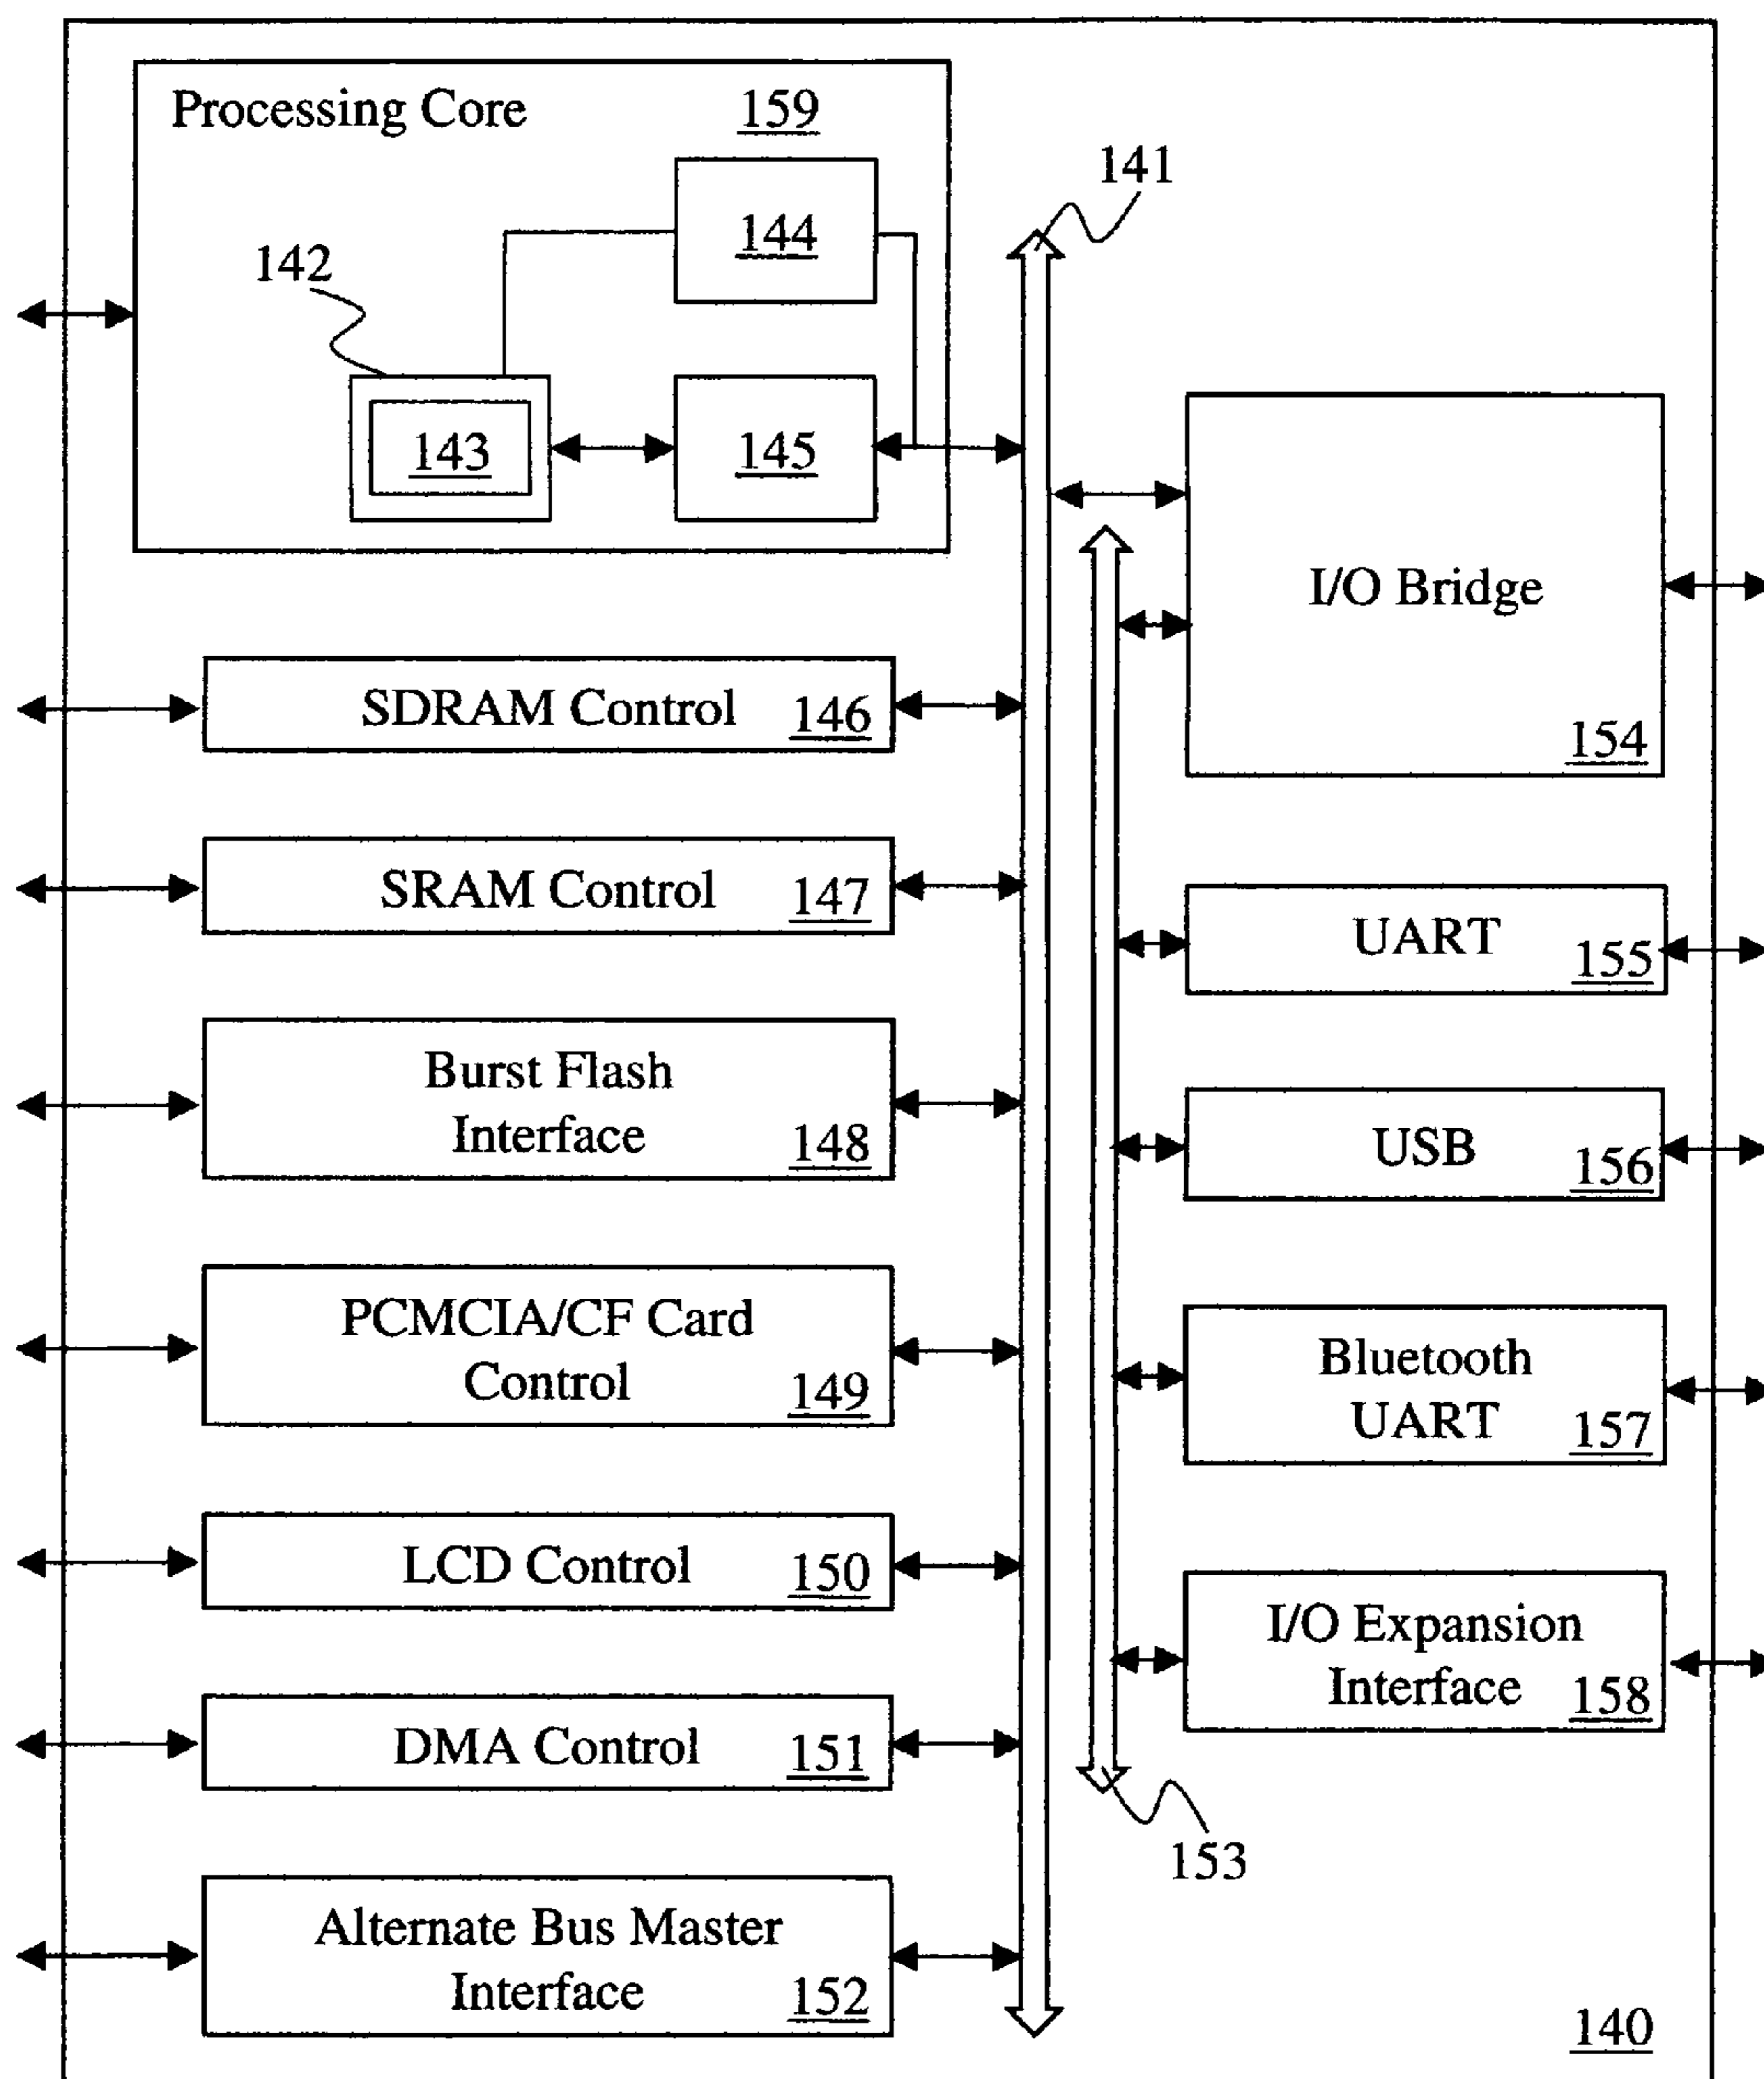 Processing Core
159
144
142
143
145
141
SDRAM Control 146
SRAM Control 147
Burst Flash
Interface 148
PCMCIA/CF Card
Control 149
LCD Control 150
DMA Control 151
Alternate Bus Master
Interface 152
I/O Bridge
154
UART 155
USB 156
Bluetooth
UART 157
I/O Expansion
Interface 158
153
140